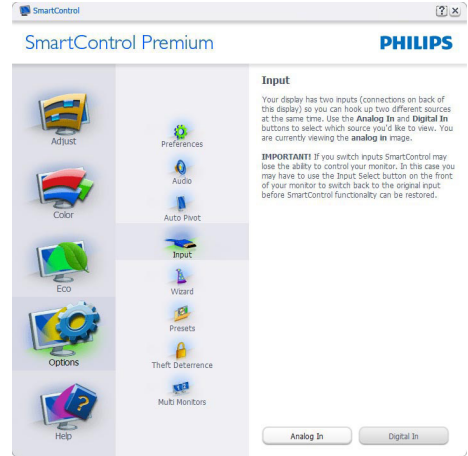 SmartControl
SmartControl Premium
PHILIPS
Adjust
Color
Eco
Options
Help
Preferences
Audio
Auto Pivot
Input
Wizard
Presets
Theft Deterrence
Multi Monitors
Input
Your display has two inputs (connections on back of
this display) so you can hook up two different sources
at the same time. Use the Analog In and Digital In
buttons to select which source you'd like to view. You
are currently viewing the analog in image.
IMPORTANT! If you switch inputs SmartControl may
lose the ability to control your monitor. In this case you
may have to use the Input Select button on the front
of your monitor to switch back to the original input
before SmartControl functionality can be restored.
Analog In
Digital In